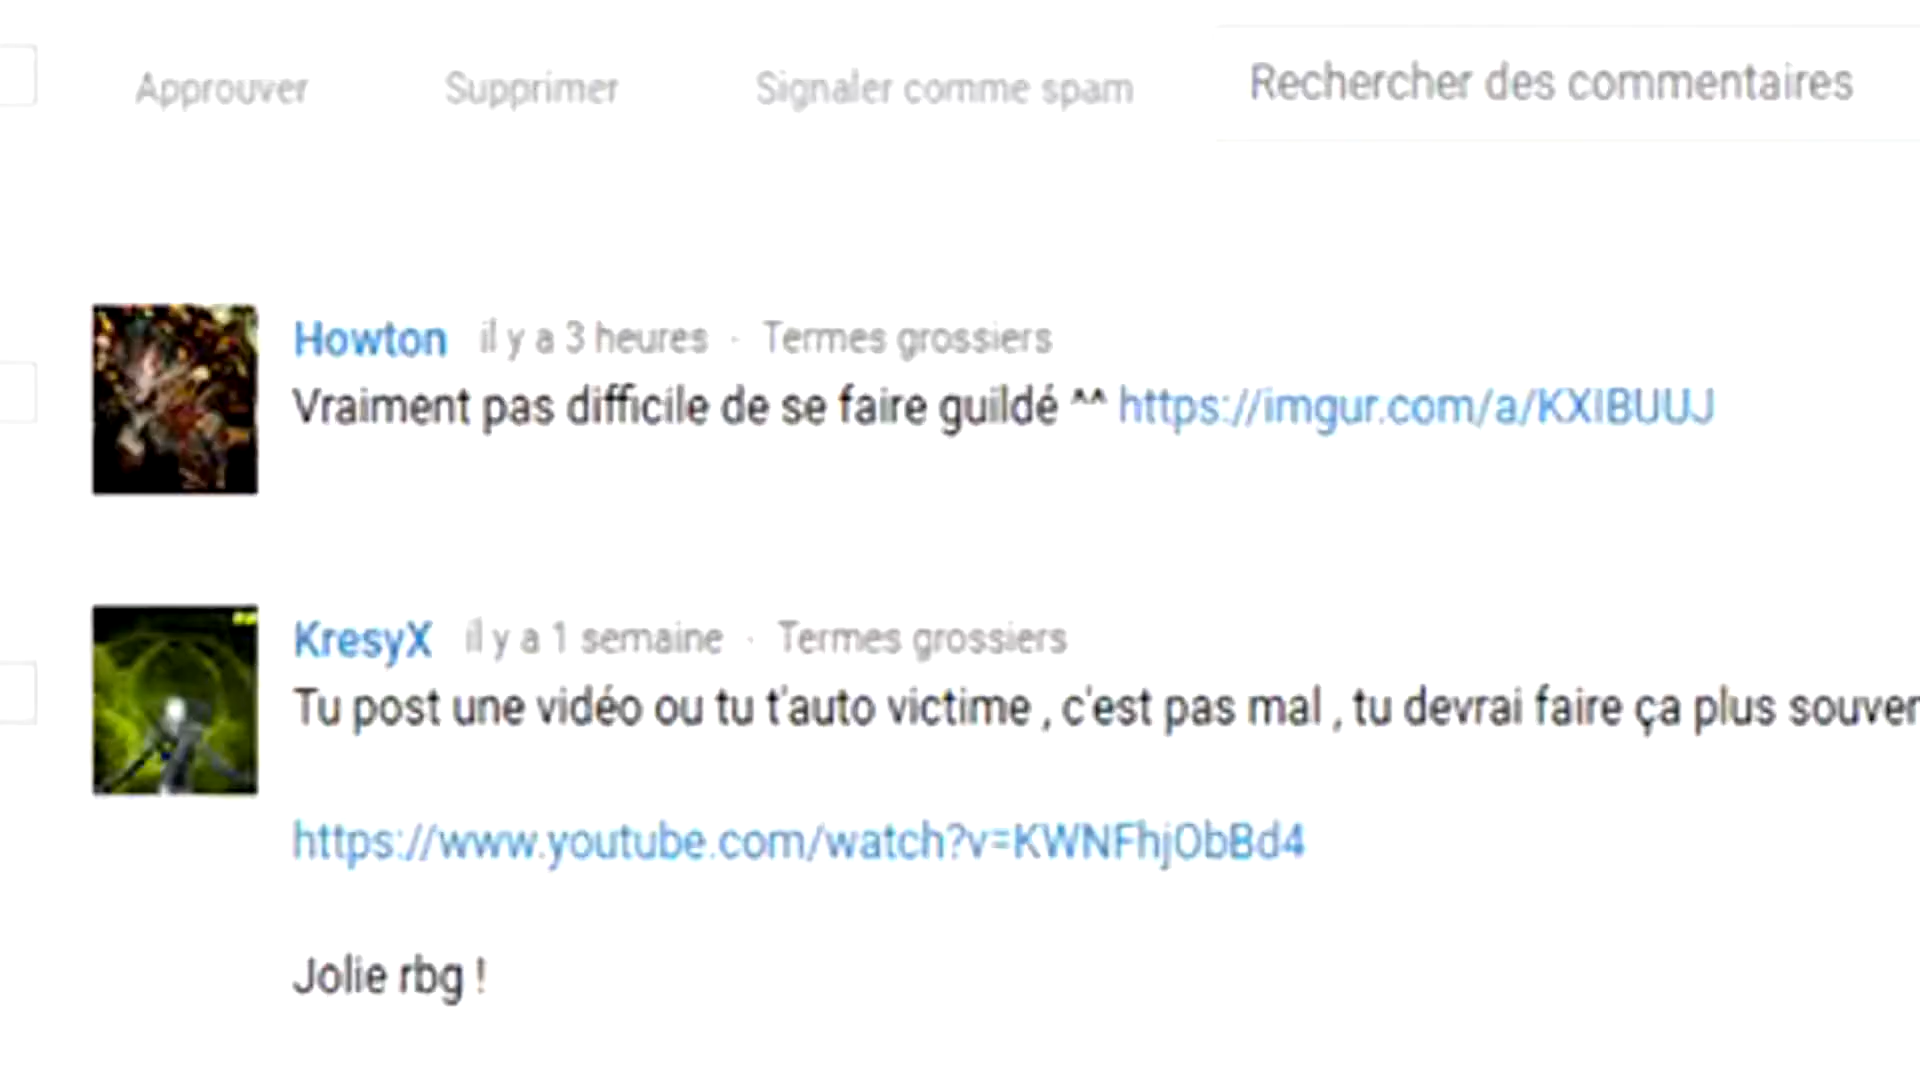 Approuver Supprimer Signaler comme spam Rechercher des commentaires
Howton il y a 3 heures · Termes grossiers
Vraiment pas difficile de se faire guildé ^^ https://imgur.com/a/KXIBUUJ
KresyX il y a 1 semaine · Termes grossiers
Tu post une vidéo ou tu t'auto victime , c'est pas mal , tu devrai faire ça plus
https://www.youtube.com/watch?v=KWNFhjObBd4
Jolie rbg !